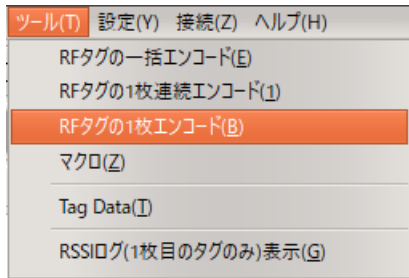 ツール(T) 設定(Y) 接続(Z) ヘルプ(H)
RFタグの一括エンコード(E)
RFタグの1枚連続エンコード(1)
RFタグの1枚エンコード(B)
マクロ(Z)
Tag Data(T)
RSSIログ(1枚目のタグのみ)表示(G)